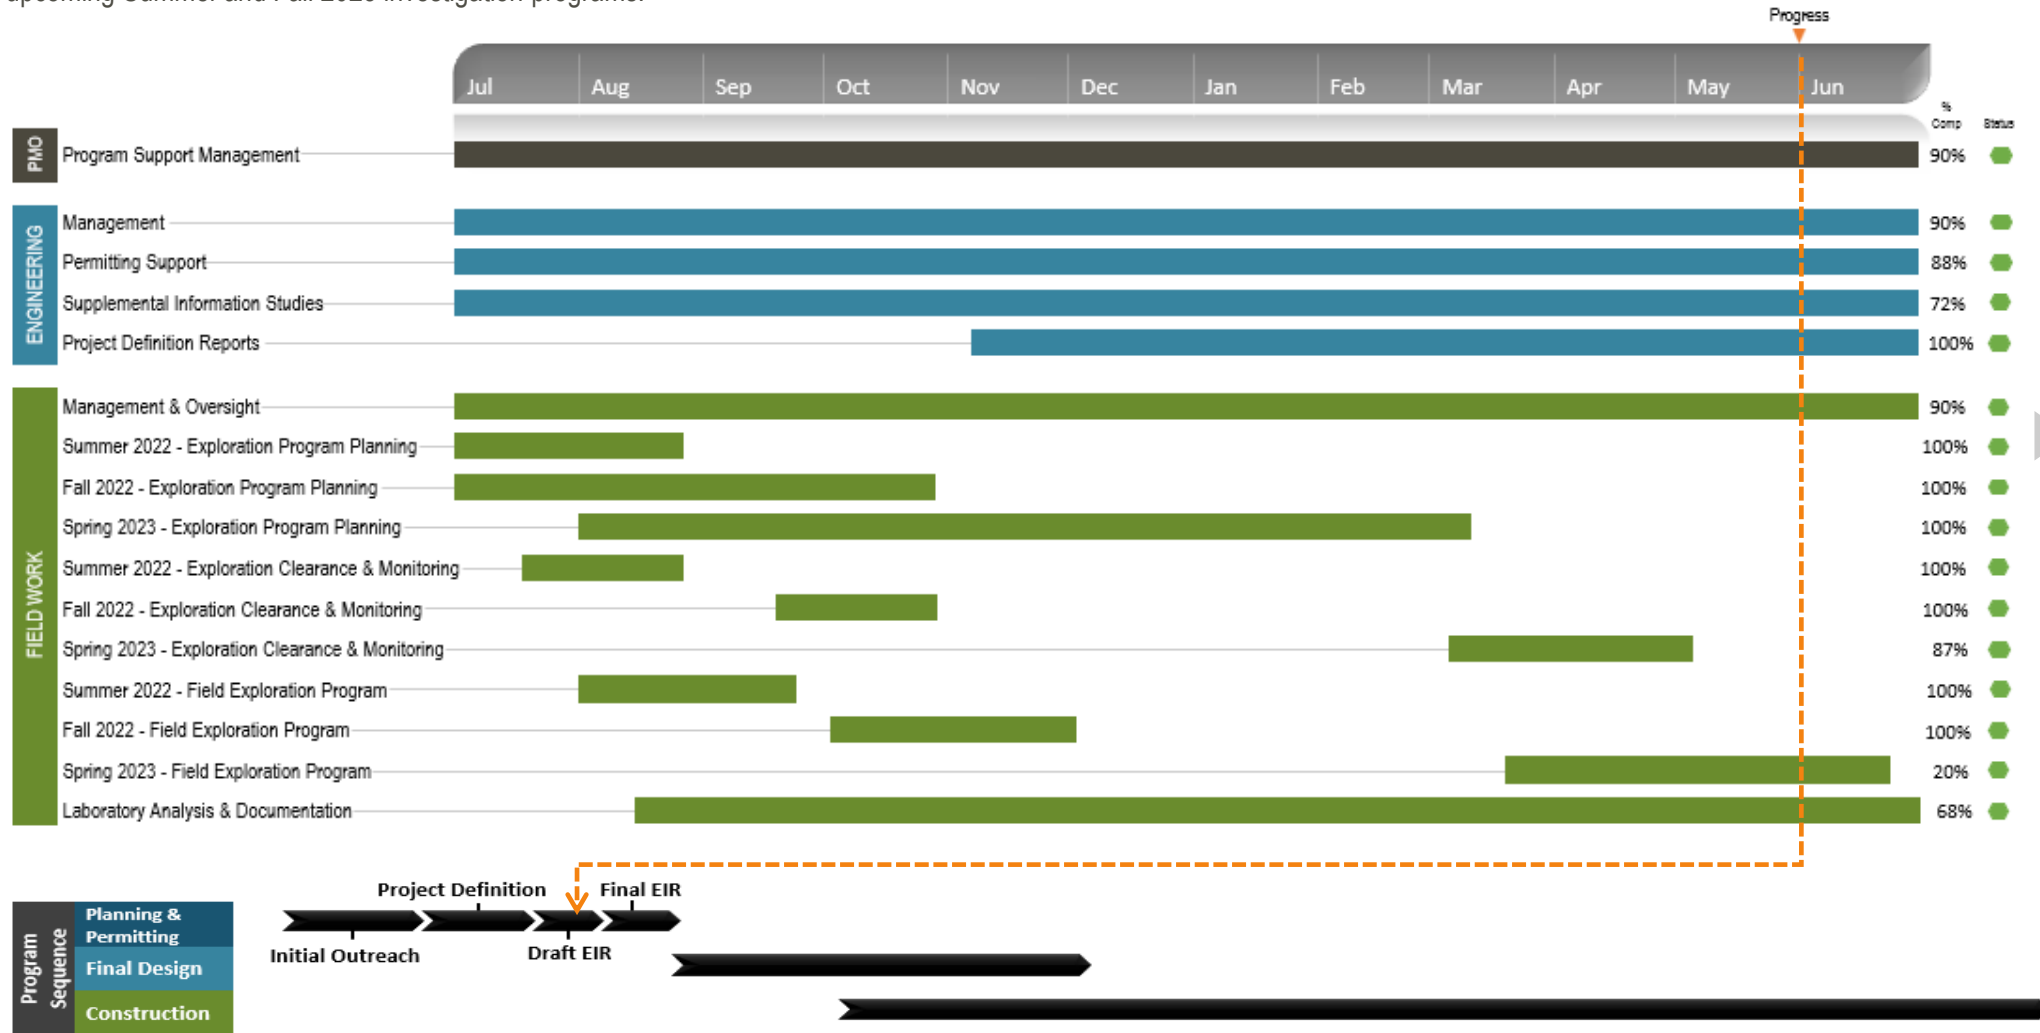 Progress
Jul Aug Sep Oct Nov Dec Jan Feb Mar Apr May Jun
%
Comp Status
PMO
Program Support Management 90%
ENGINEERING
Management 90%
Permitting Support 88%
Supplemental Information Studies 72%
Project Definition Reports 100%
FIELD WORK
Management & Oversight 90%
Summer 2022 - Exploration Program Planning 100%
Fall 2022 - Exploration Program Planning 100%
Spring 2023 - Exploration Program Planning 100%
Summer 2022 - Exploration Clearance & Monitoring 100%
Fall 2022 - Exploration Clearance & Monitoring 100%
Spring 2023 - Exploration Clearance & Monitoring 87%
Summer 2022 - Field Exploration Program 100%
Fall 2022 - Field Exploration Program 100%
Spring 2023 - Field Exploration Program 20%
Laboratory Analysis & Documentation 68%
Project Definition Final EIR
Initial Outreach Draft EIR
Program
Sequence
Planning &
Permitting
Final Design
Construction